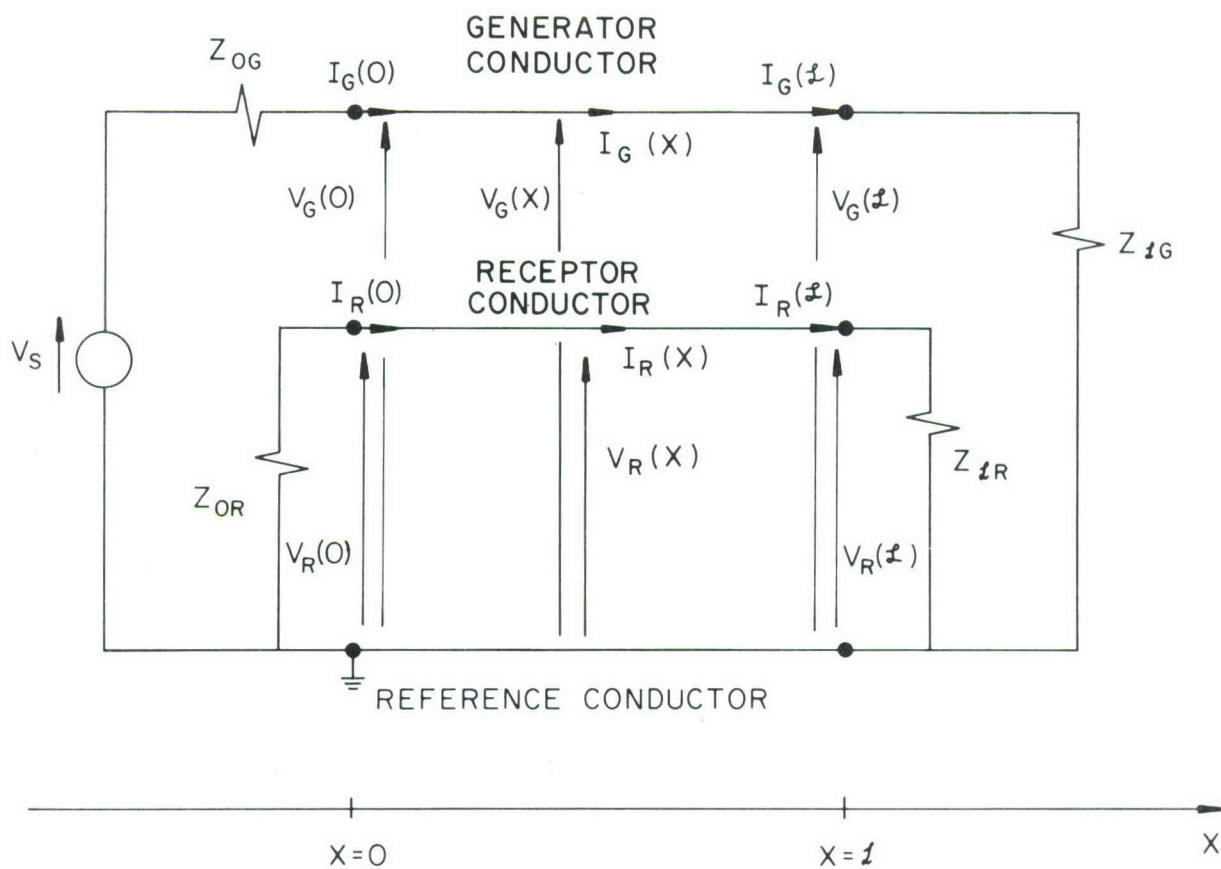 GENERATOR
CONDUCTOR
Z_OG
I_G(O)
I_G(ℒ)
I_G (X)
V_G(O)
V_G(X)
V_G(ℒ)
Z_ℒG
RECEPTOR
CONDUCTOR
I_R(O)
I_R(ℒ)
V_S
I_R (X)
V_R (X)
Z_OR
Z_ℒR
V_R(O)
V_R(ℒ)
REFERENCE CONDUCTOR
X=O
X=ℒ
X